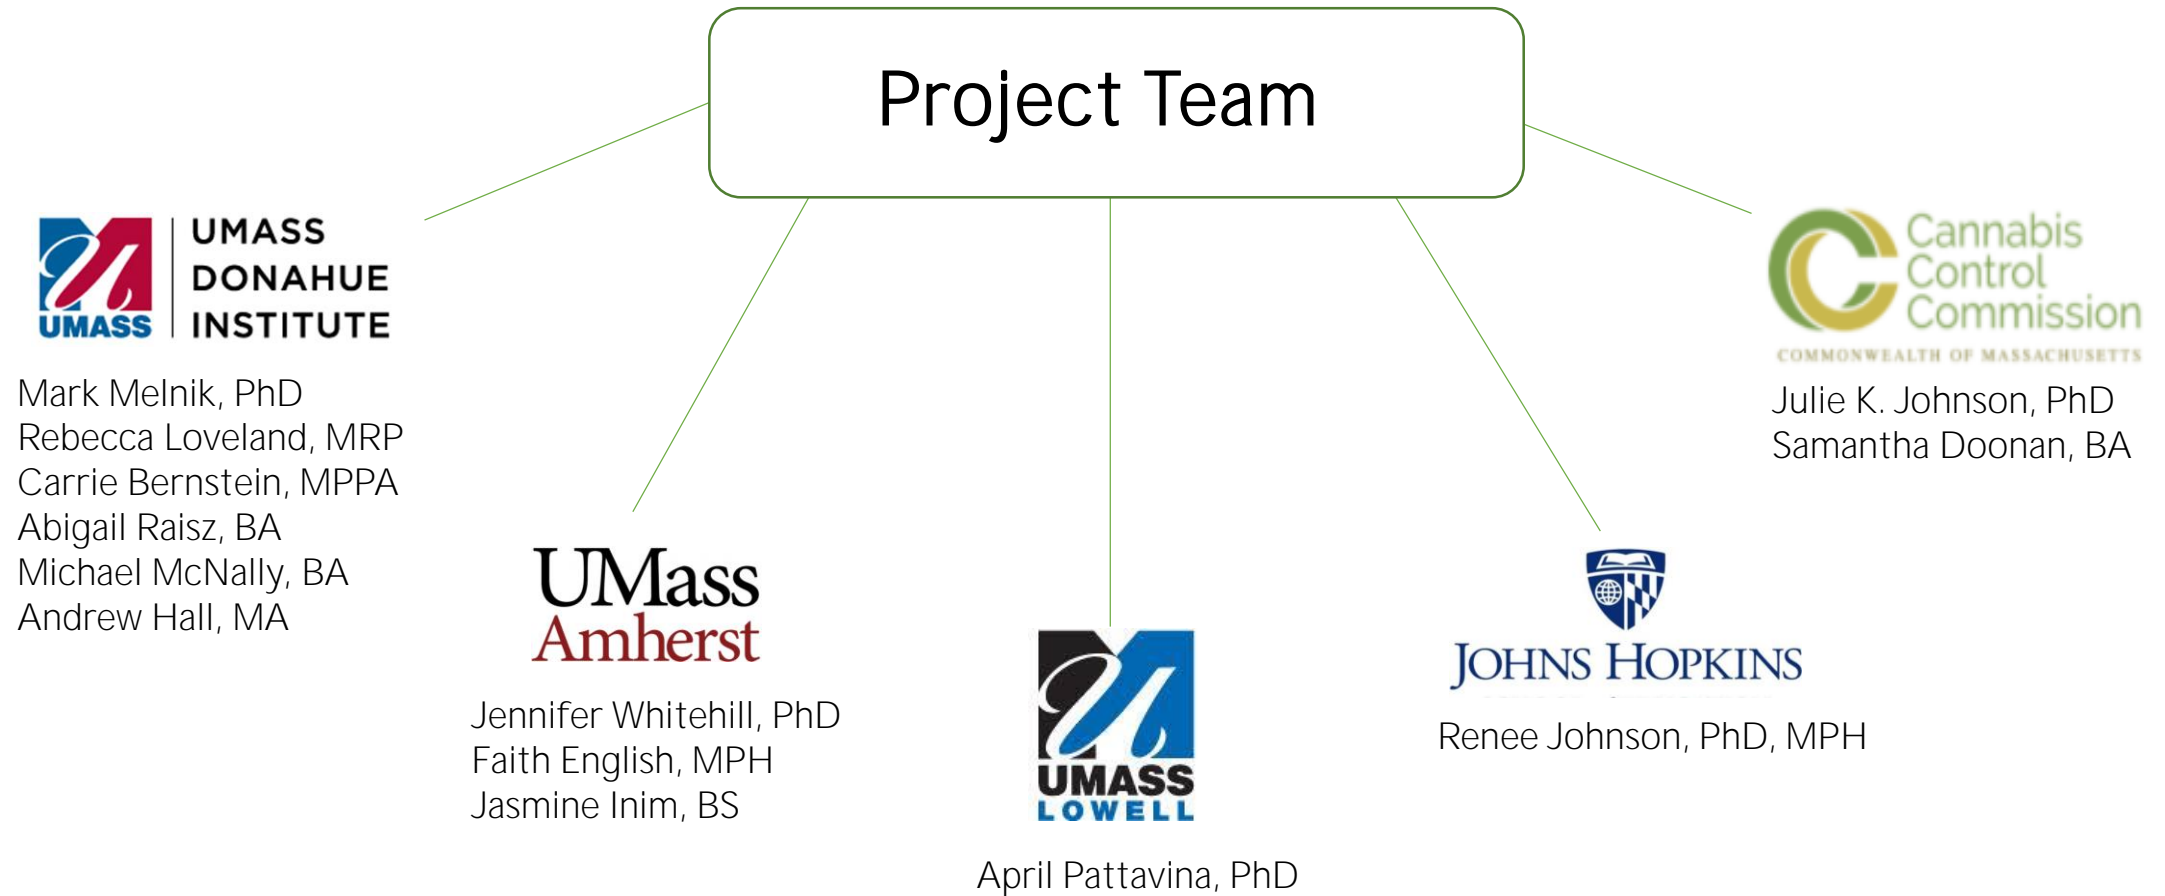 Project Team
UMASS
DONAHUE
INSTITUTE
UMASS
Mark Melnik, PhD
Rebecca Loveland, MRP
Carrie Bernstein, MPPA
Abigail Raisz, BA
Michael McNally, BA
Andrew Hall, MA
UMass
Amherst
Jennifer Whitehill, PhD
Faith English, MPH
Jasmine Inim, BS
UMASS
LOWELL
April Pattavina, PhD
JOHNS HOPKINS
Renee Johnson, PhD, MPH
Cannabis
Control
Commission
COMMONWEALTH OF MASSACHUSETTS
Julie K. Johnson, PhD
Samantha Doonan, BA